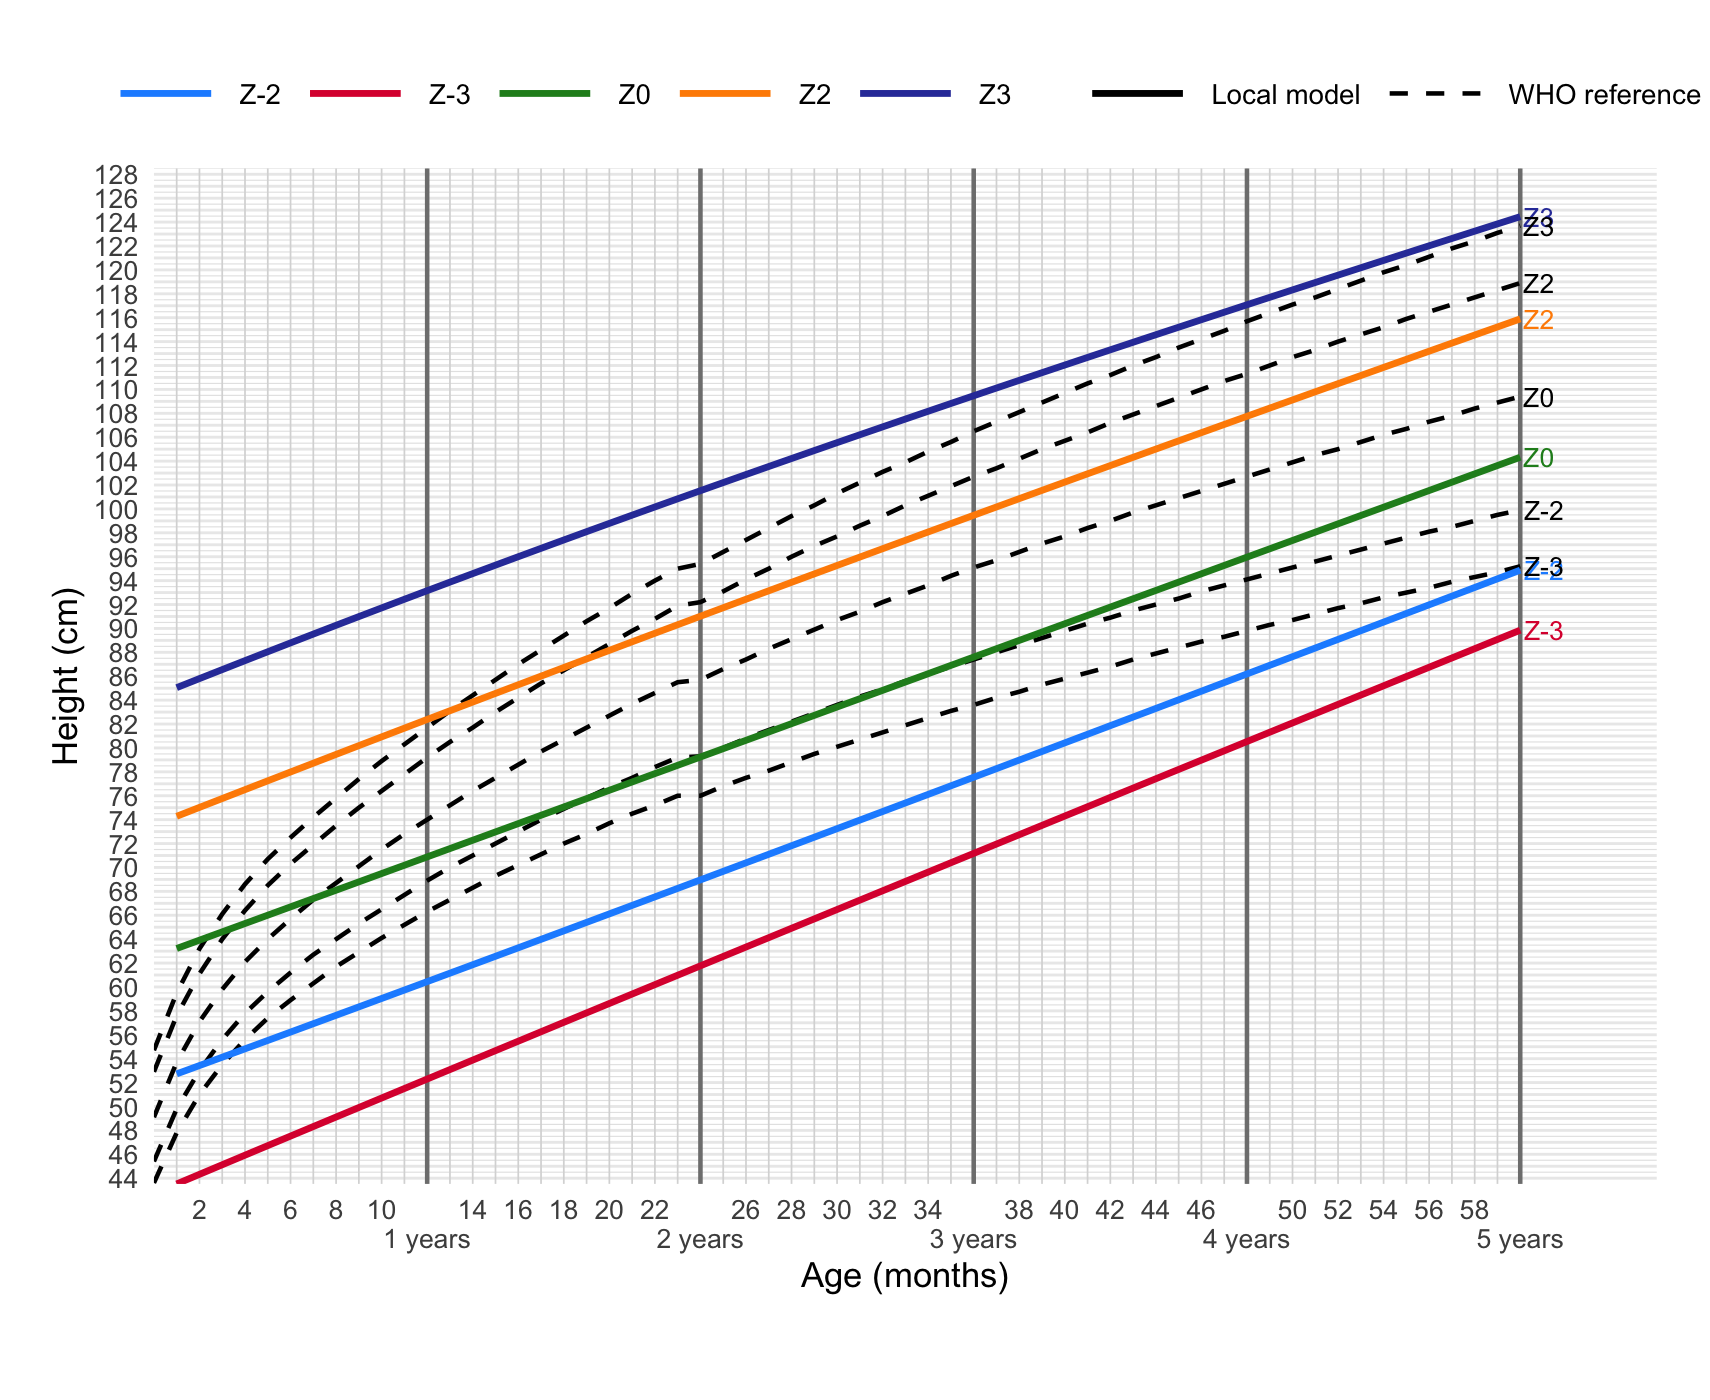 Z-2 Z-3 Z0 Z2 Z3 Local model WHO reference
128
126
124
122
120
118
116
114
112
110
108
106
104
102
100
98
96
94
92
90
88
86
84
82
80
78
76
74
72
70
68
66
64
62
60
58
56
54
52
50
48
46
44
Height (cm)
Z3
Z3
Z2
Z2
Z0
Z0
Z-2
Z-3
Z-2
Z-3
2 4 6 8 10 14 16 18 20 22 26 28 30 32 34 38 40 42 44 46 50 52 54 56 58
1 years 2 years 3 years 4 years 5 years
Age (months)